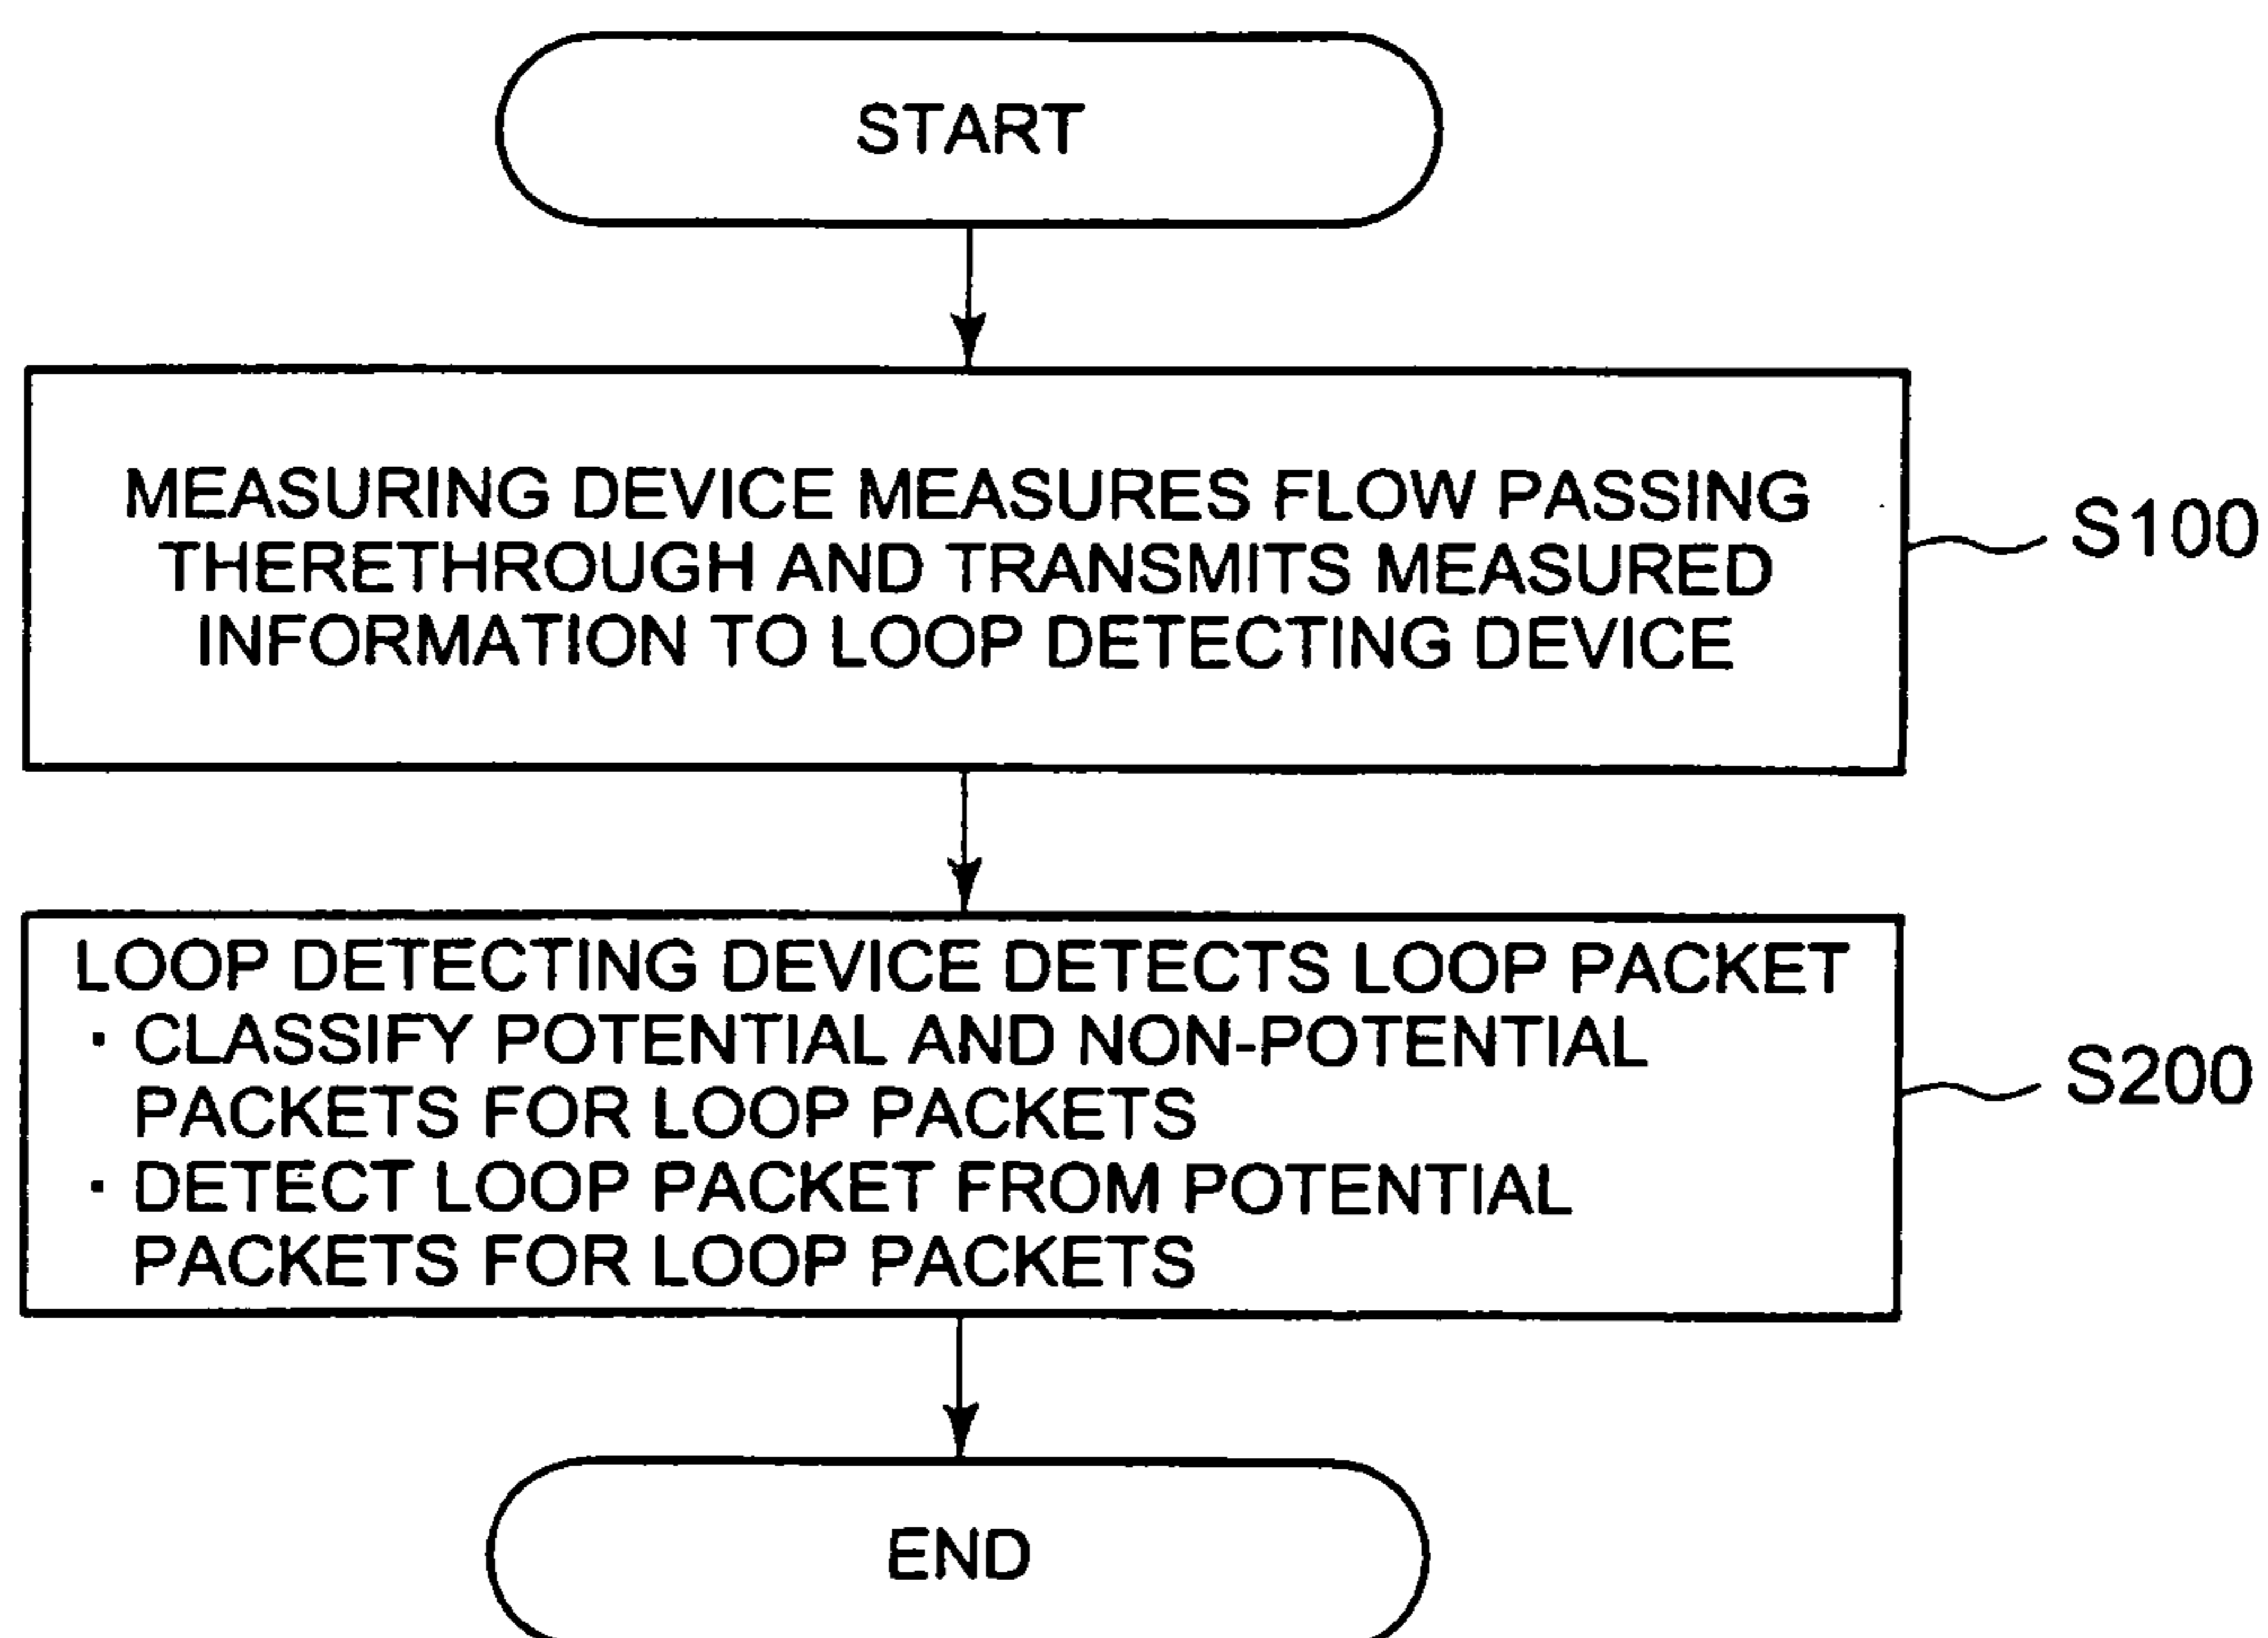 START
MEASURING DEVICE MEASURES FLOW PASSING
THERETHROUGH AND TRANSMITS MEASURED
INFORMATION TO LOOP DETECTING DEVICE
S100
LOOP DETECTING DEVICE DETECTS LOOP PACKET
· CLASSIFY POTENTIAL AND NON-POTENTIAL
PACKETS FOR LOOP PACKETS
· DETECT LOOP PACKET FROM POTENTIAL
PACKETS FOR LOOP PACKETS
S200
END